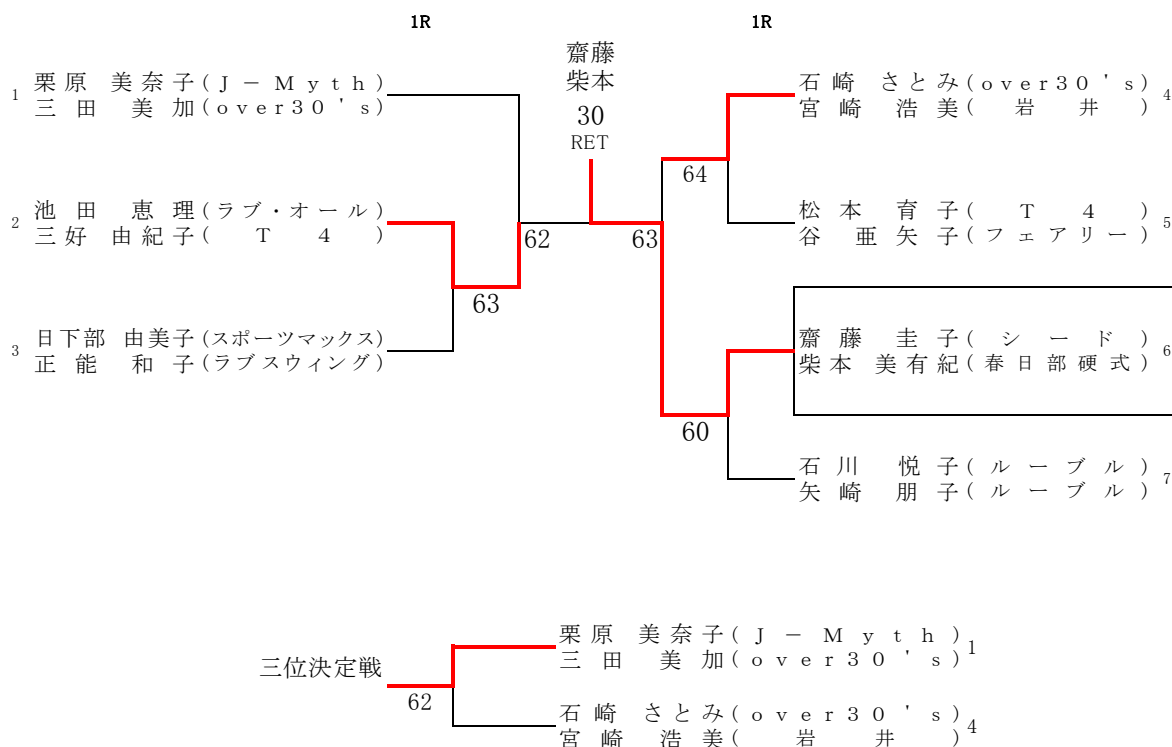 1R
1R
齋藤
柴本
30
RET
1 栗原 美奈子(J－Myth)
三田 美加(over30's)
2 池田 恵理(ラブ・オール)
三好 由紀子(T4)
3 日下部 由美子(スポーツマックス)
正能 和子(ラブスウィング)
62
63
石崎 さとみ(over30's) 4
宮崎 浩美(岩井)
松本 育子(T4) 5
谷 亜矢子(フェアリー)
齋藤 圭子(シード) 6
柴本 美有紀(春日部硬式)
石川 悦子(ルーブル) 7
矢崎 朋子(ルーブル)
64
63
60
三位決定戦
62
栗原 美奈子(J－Myth) 1
三田 美加(over30's)
石崎 さとみ(over30's) 4
宮崎 浩美(岩井)